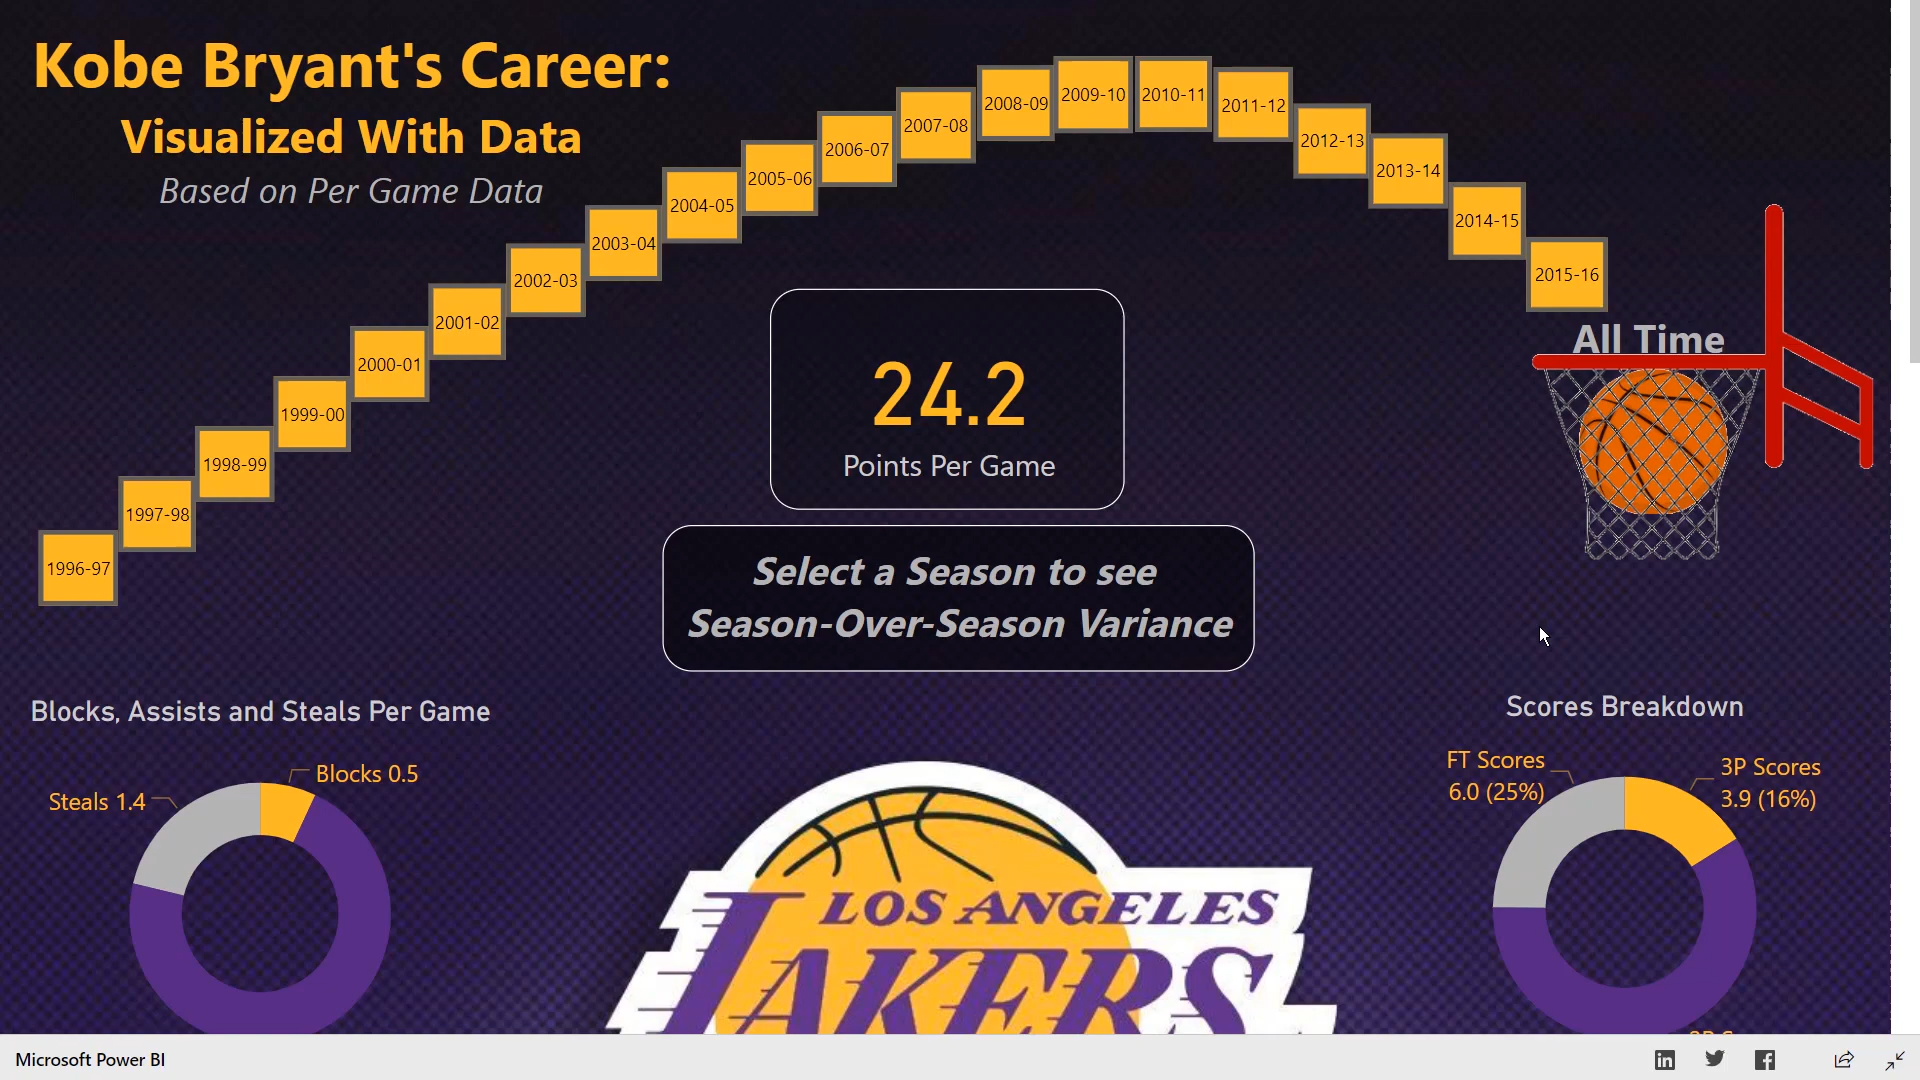 Kobe Bryant's Career:
Visualized With Data
Based on Per Game Data
1996-97
1997-98
1998-99
1999-00
2000-01
2001-02
2002-03
2003-04
2004-05
2005-06
2006-07
2007-08
2008-09
2009-10
2010-11
2011-12
2012-13
2013-14
2014-15
2015-16
All Time
24.2
Points Per Game
Select a Season to see
Season-Over-Season Variance
Blocks, Assists and Steals Per Game
Blocks 0.5
Steals 1.4
LOS ANGELES
LAKERS
Scores Breakdown
FT Scores
6.0 (25%)
3P Scores
3.9 (16%)
Microsoft Power BI